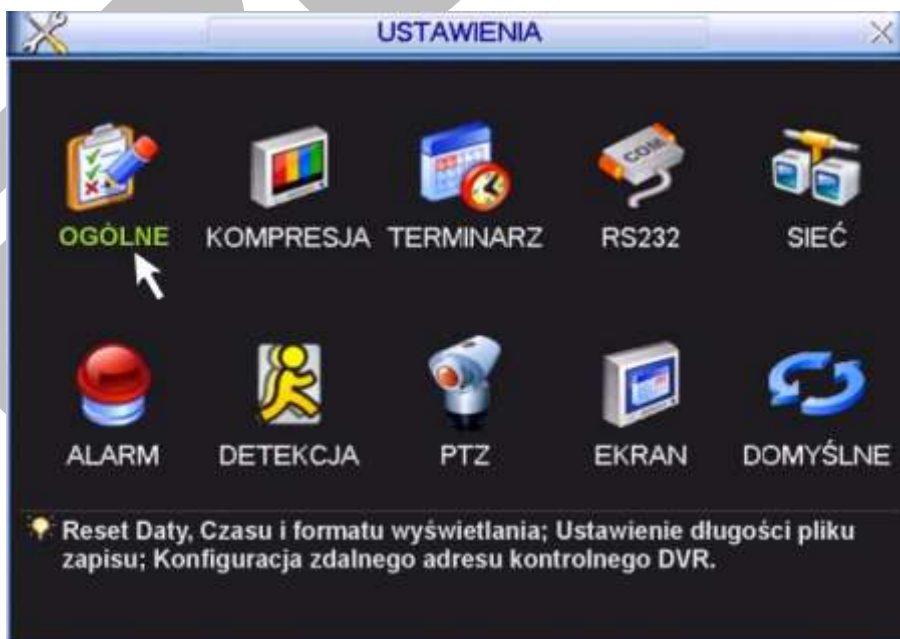 USTAWIENIA
OGÒLNE KOMPRESJA TERMINARZ RS232 SIEĆ
COM
ALARM DETEKCJA PTZ EKRAN DOMYŚLNE
Reset Daty, Czasu i formatu wyświetlania; Ustawienie długości pliku
zapisu; Konfiguracja zdalnego adresu kontrolnego DVR.